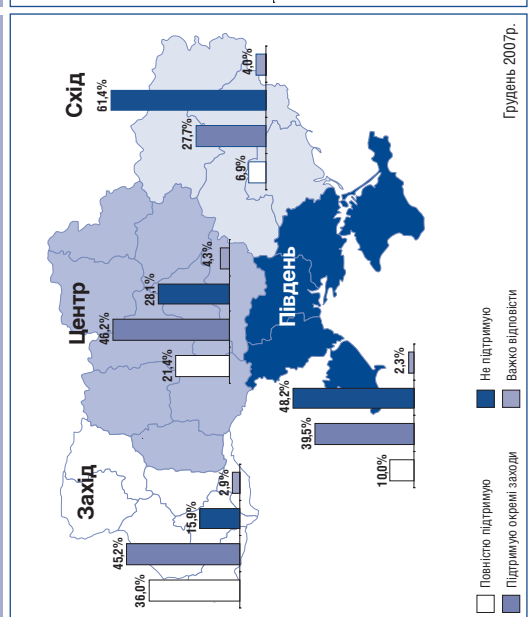 Схід
61,4%
27,7%
6,9%
4,0%
Центр
46,2%
28,1%
21,4%
4,3%
Захід
36,0%
45,2%
15,9%
2,9%
Південь
10,0%
39,5%
48,2%
2,3%
Повністю підтримую
Підтримую окремі заходи
Не підтримую
Важко відповісти
Грудень 2007р.